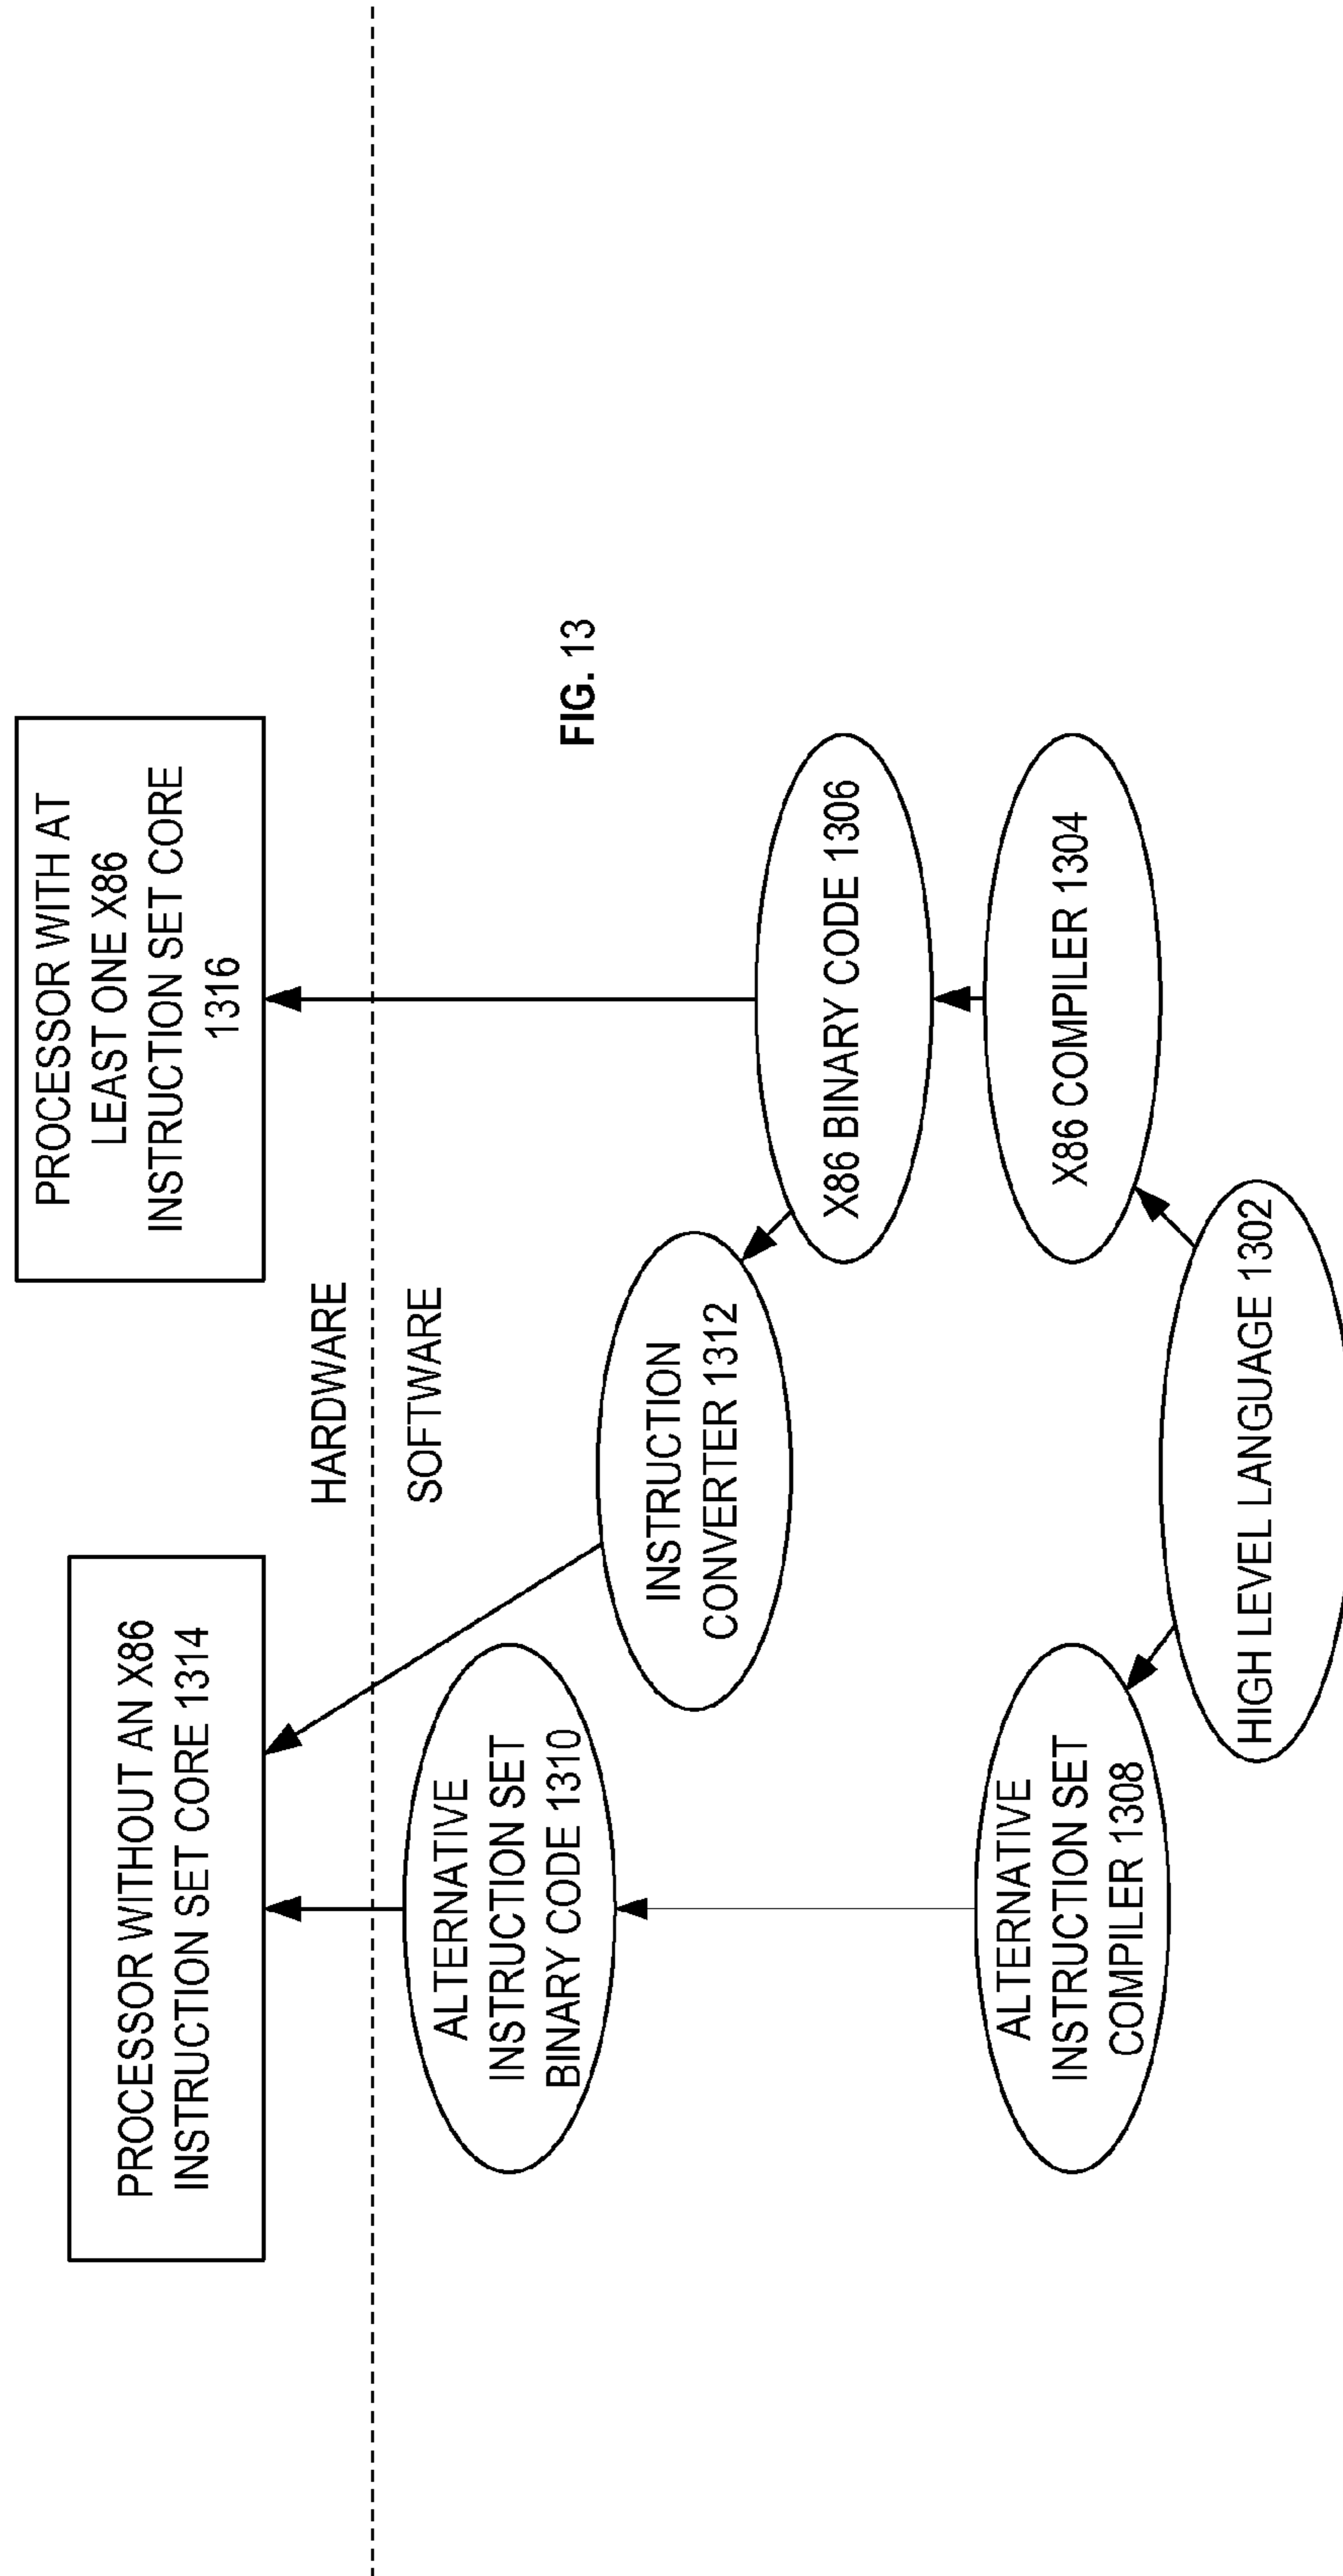 PROCESSOR WITHOUT AN X86
INSTRUCTION SET CORE 1314
PROCESSOR WITH AT
LEAST ONE X86
INSTRUCTION SET CORE
1316
HARDWARE
SOFTWARE
ALTERNATIVE
INSTRUCTION SET
BINARY CODE 1310
INSTRUCTION
CONVERTER 1312
FIG. 13
X86 BINARY CODE 1306
ALTERNATIVE
INSTRUCTION SET
COMPILER 1308
X86 COMPILER 1304
HIGH LEVEL LANGUAGE 1302